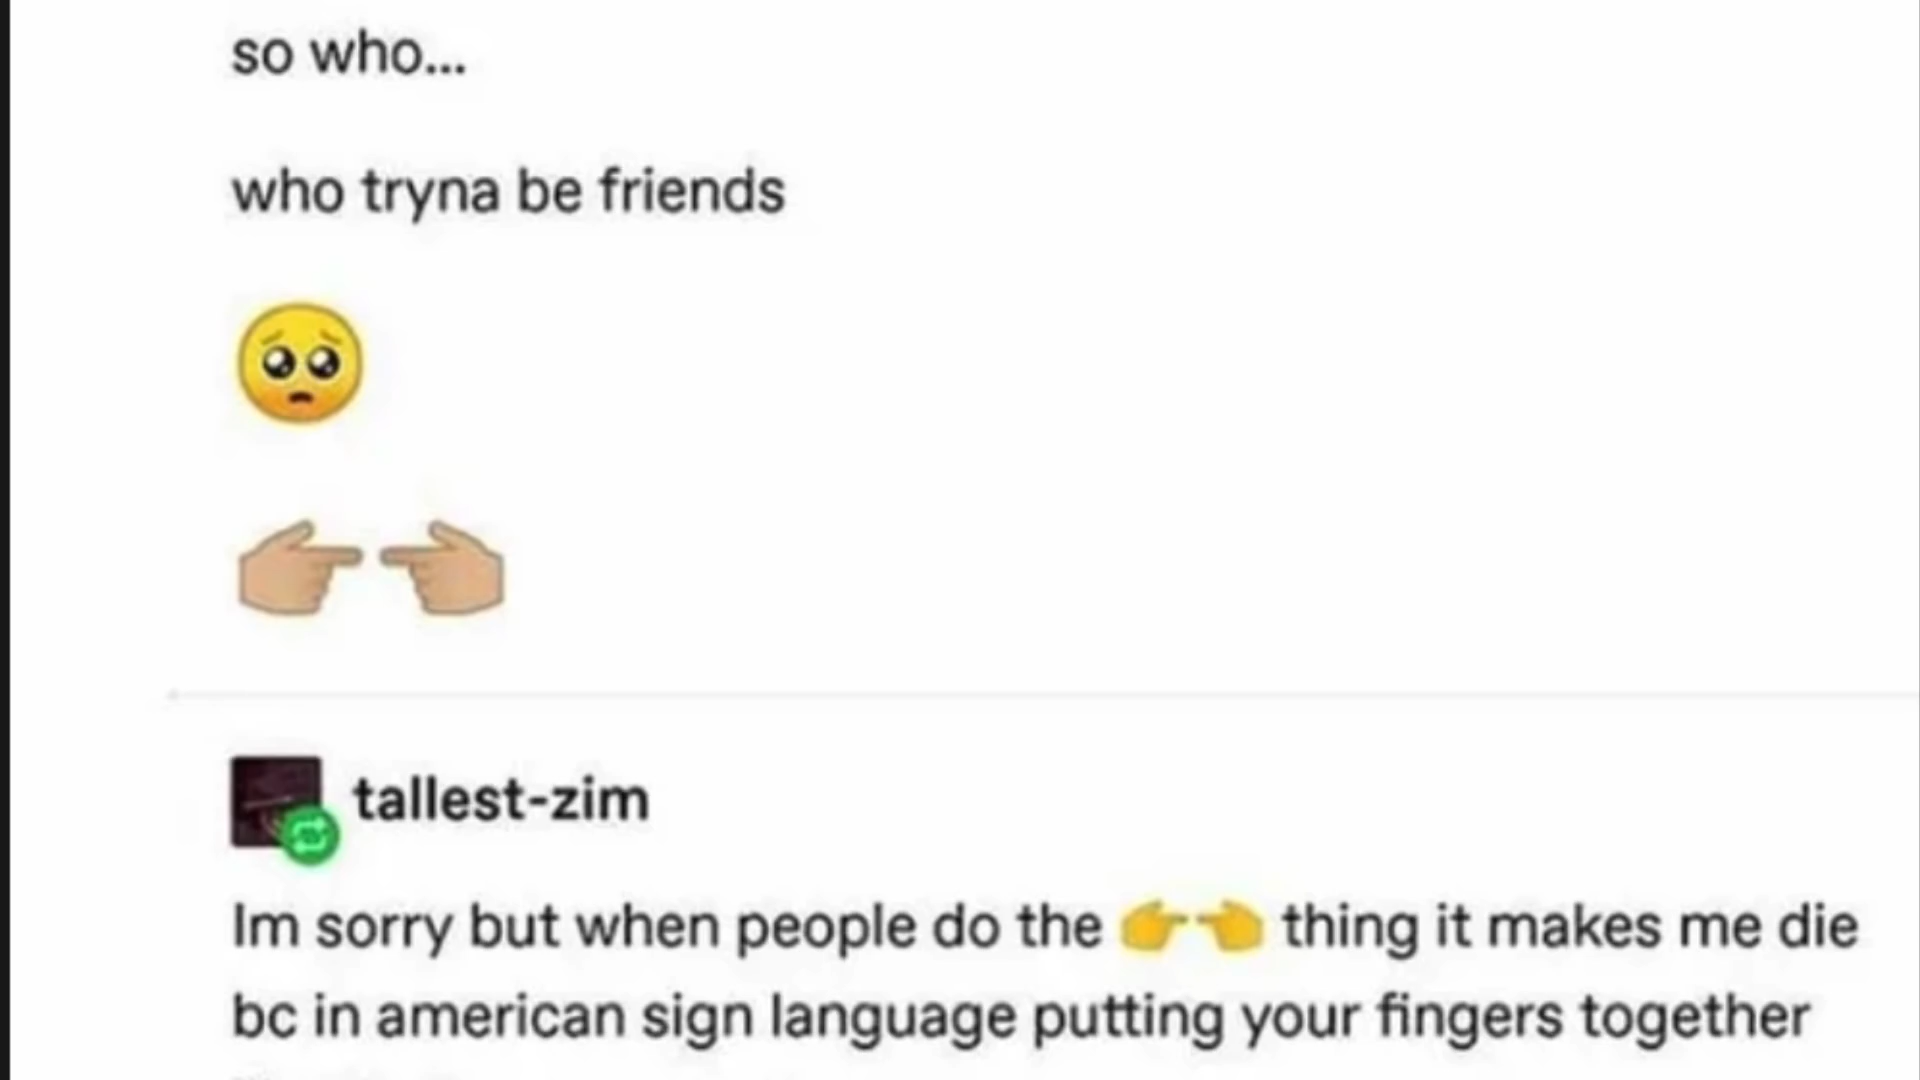 so who...
who tryna be friends
🥺
👉🏼👈🏼
tallest-zim
Im sorry but when people do the 👉👈 thing it makes me die
bc in american sign language putting your fingers together